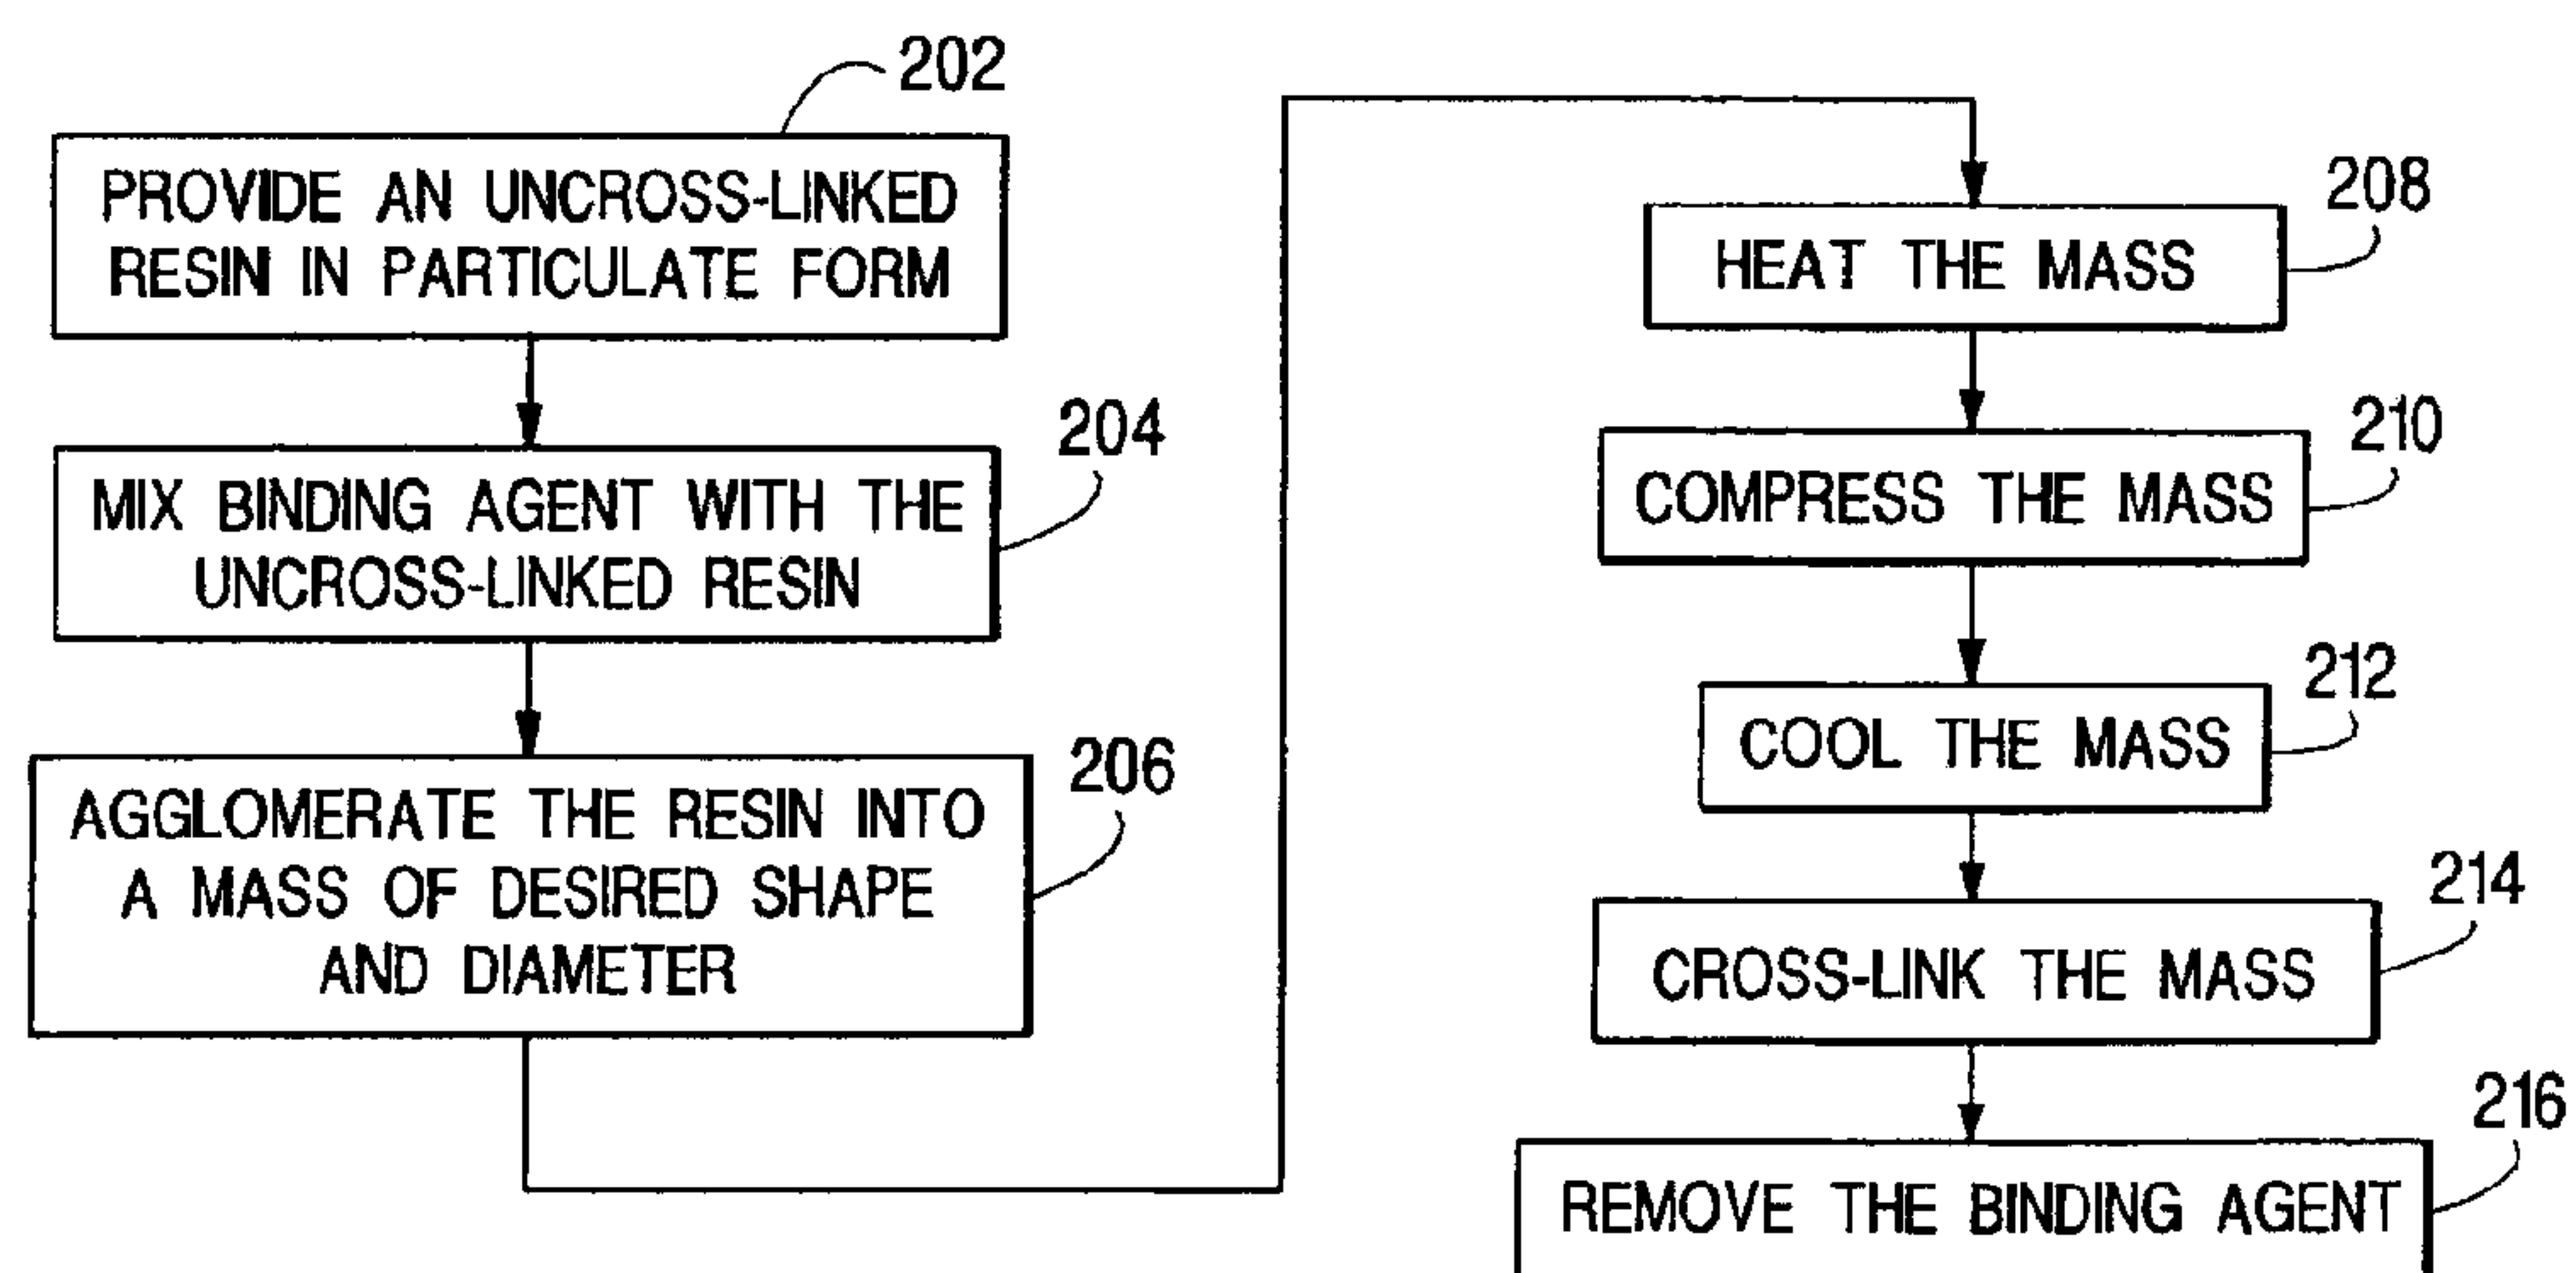 202
PROVIDE AN UNCROSS-LINKED
RESIN IN PARTICULATE FORM
204
MIX BINDING AGENT WITH THE
UNCROSS-LINKED RESIN
206
AGGLOMERATE THE RESIN INTO
A MASS OF DESIRED SHAPE
AND DIAMETER
208
HEAT THE MASS
210
COMPRESS THE MASS
212
COOL THE MASS
214
CROSS-LINK THE MASS
216
REMOVE THE BINDING AGENT